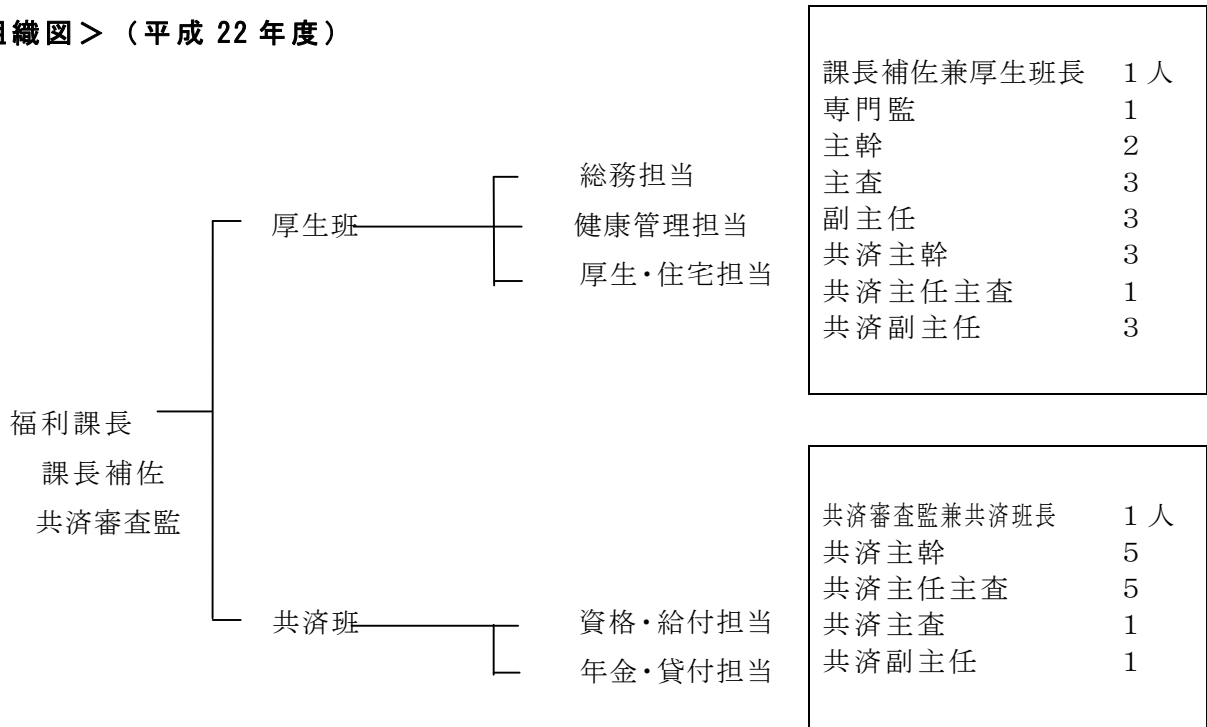 織図＞（平成 22 年度）
課長補佐兼厚生班長 １人
専門監 １
主幹 ２
主査 ３
副主任 ３
共済主幹 ３
共済主任主査 １
共済副主任 ３
総務担当
厚生班
健康管理担当
厚生・住宅担当
福利課長
課長補佐
共済審査監
共済審査監兼共済班長 １人
共済主幹 ５
共済主任主査 ５
共済主査 １
共済副主任 １
共済班
資格・給付担当
年金・貸付担当